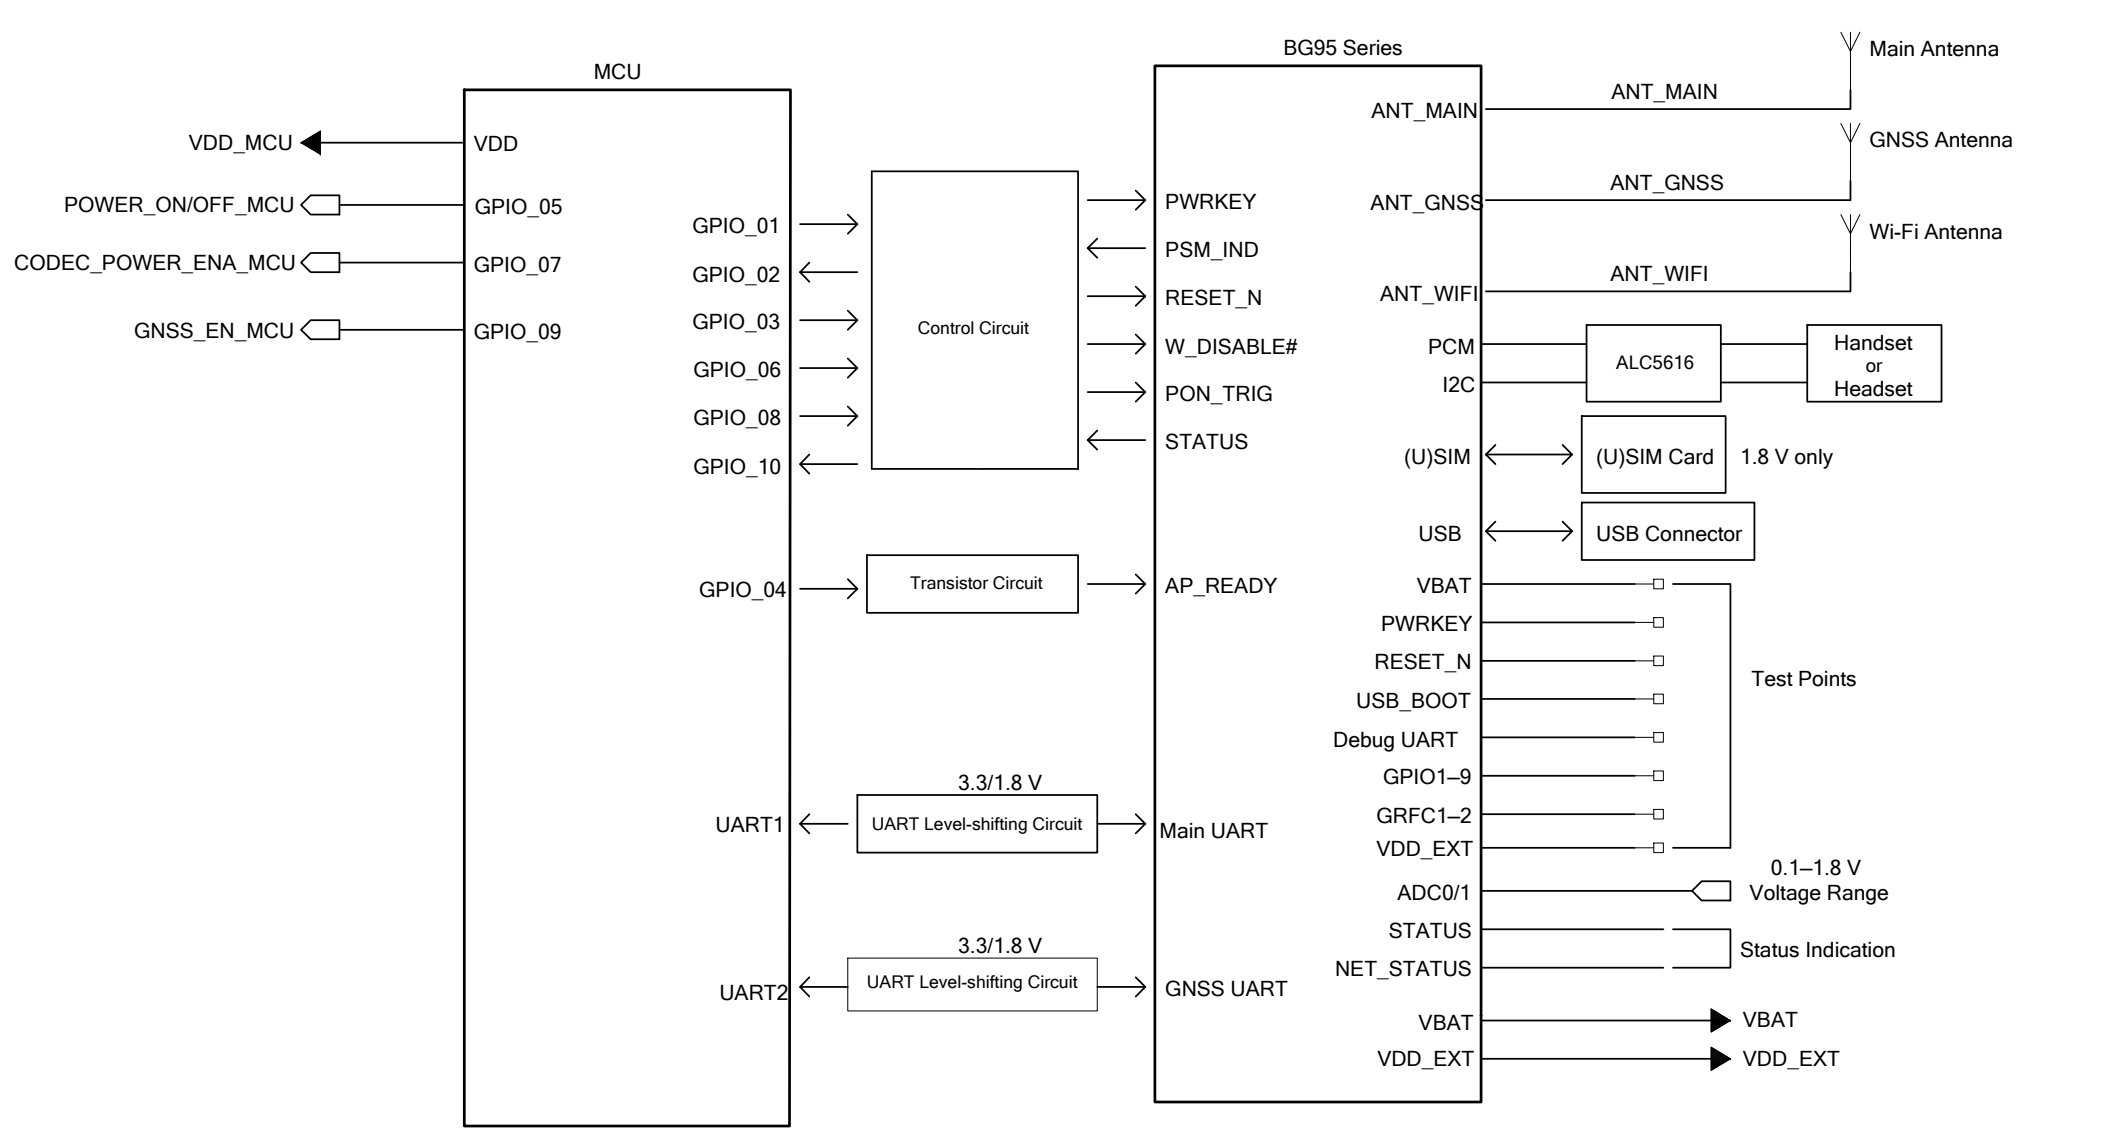 MCU
VDD_MCU
VDD
POWER_ON/OFF_MCU
GPIO_05
CODEC_POWER_ENA_MCU
GPIO_07
GNSS_EN_MCU
GPIO_09
GPIO_01
GPIO_02
GPIO_03
GPIO_06
GPIO_08
GPIO_10
GPIO_04
UART1
UART2
Control Circuit
Transistor Circuit
3.3/1.8 V
UART Level-shifting Circuit
3.3/1.8 V
UART Level-shifting Circuit
BG95 Series
PWRKEY
PSM_IND
RESET_N
W_DISABLE#
PON_TRIG
STATUS
AP_READY
Main UART
GNSS UART
ANT_MAIN
ANT_MAIN
Main Antenna
ANT_GNSS
ANT_GNSS
GNSS Antenna
ANT_WIFI
ANT_WIFI
Wi-Fi Antenna
PCM
I2C
ALC5616
Handset
or
Headset
(U)SIM
(U)SIM Card
1.8 V only
USB
USB Connector
VBAT
PWRKEY
RESET_N
USB_BOOT
Debug UART
GPIO1–9
GRFC1–2
VDD_EXT
Test Points
ADC0/1
0.1–1.8 V
Voltage Range
STATUS
NET_STATUS
Status Indication
VBAT
VBAT
VDD_EXT
VDD_EXT